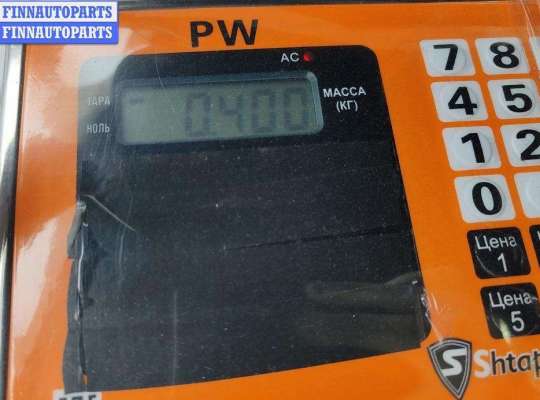 FINNAUTOPARTS
FINNAUTOPARTS
PW
AC
ТАРА
НОЛЬ
0.400
МАССА
(КГ)
7 8
4 5
1 2
0
Цена
1
Цена
5
S Shtap